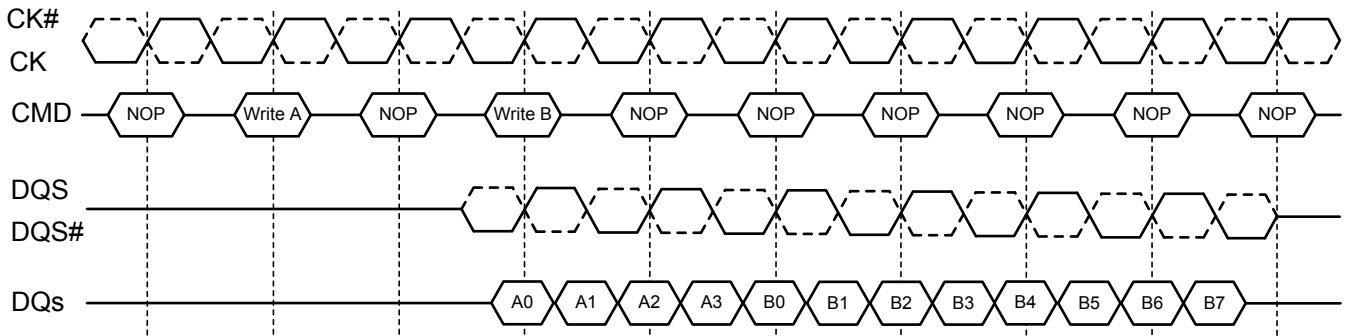 CK#
CK
CMD NOP Write A NOP Write B NOP NOP NOP NOP NOP NOP
DQS
DQS#
DQs A0 A1 A2 A3 B0 B1 B2 B3 B4 B5 B6 B7